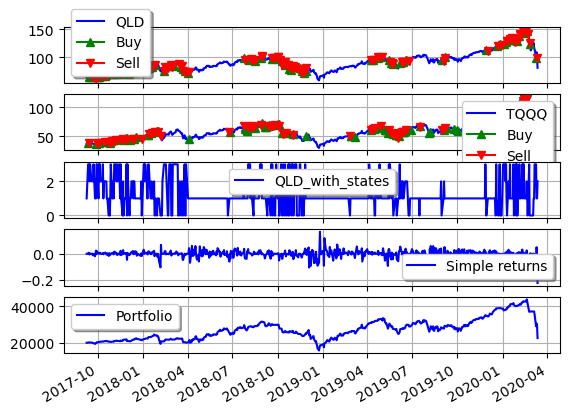 150
100
QLD
Buy
Sell
100
50
TQQQ
Buy
Sell
2
0
QLD_with_states
0.0
−0.2
Simple returns
40000
20000
Portfolio
2017-10
2018-01
2018-04
2018-07
2018-10
2019-01
2019-04
2019-07
2019-10
2020-01
2020-04